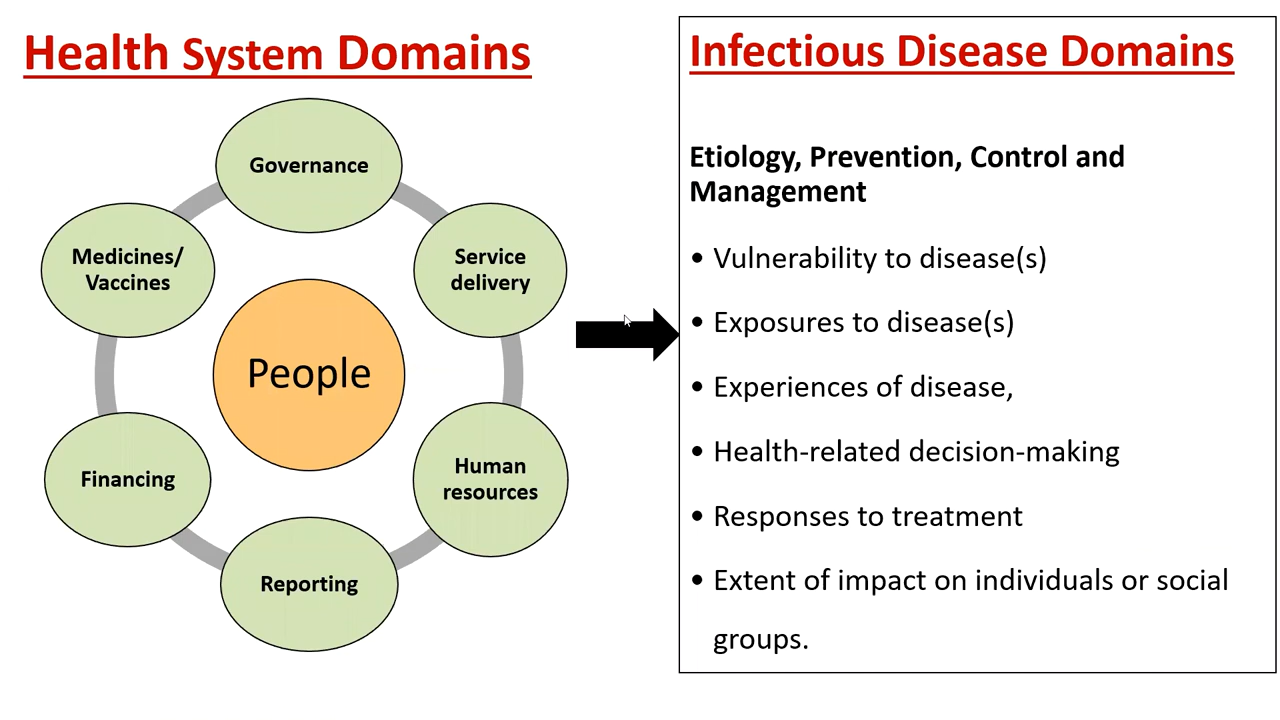 Health System Domains
Governance
Medicines/
Vaccines
Service
delivery
People
Financing
Human
resources
Reporting
Infectious Disease Domains
Etiology, Prevention, Control and
Management
• Vulnerability to disease(s)
• Exposures to disease(s)
• Experiences of disease,
• Health-related decision-making
• Responses to treatment
• Extent of impact on individuals or social
groups.